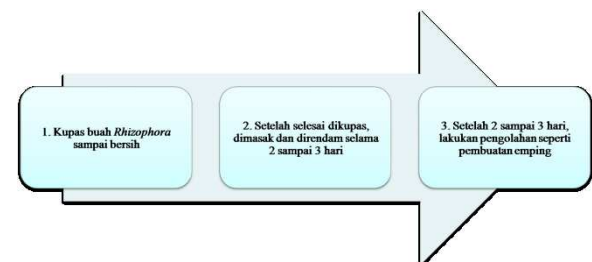 1. Kupas buah Rhizophora
sampai bersih
2. Setelah selesai dikupas,
dimasak dan direndam selama
2 sampai 3 hari
3. Setelah 2 sampai 3 hari,
lakukan pengolahan seperti
pembuatan emping